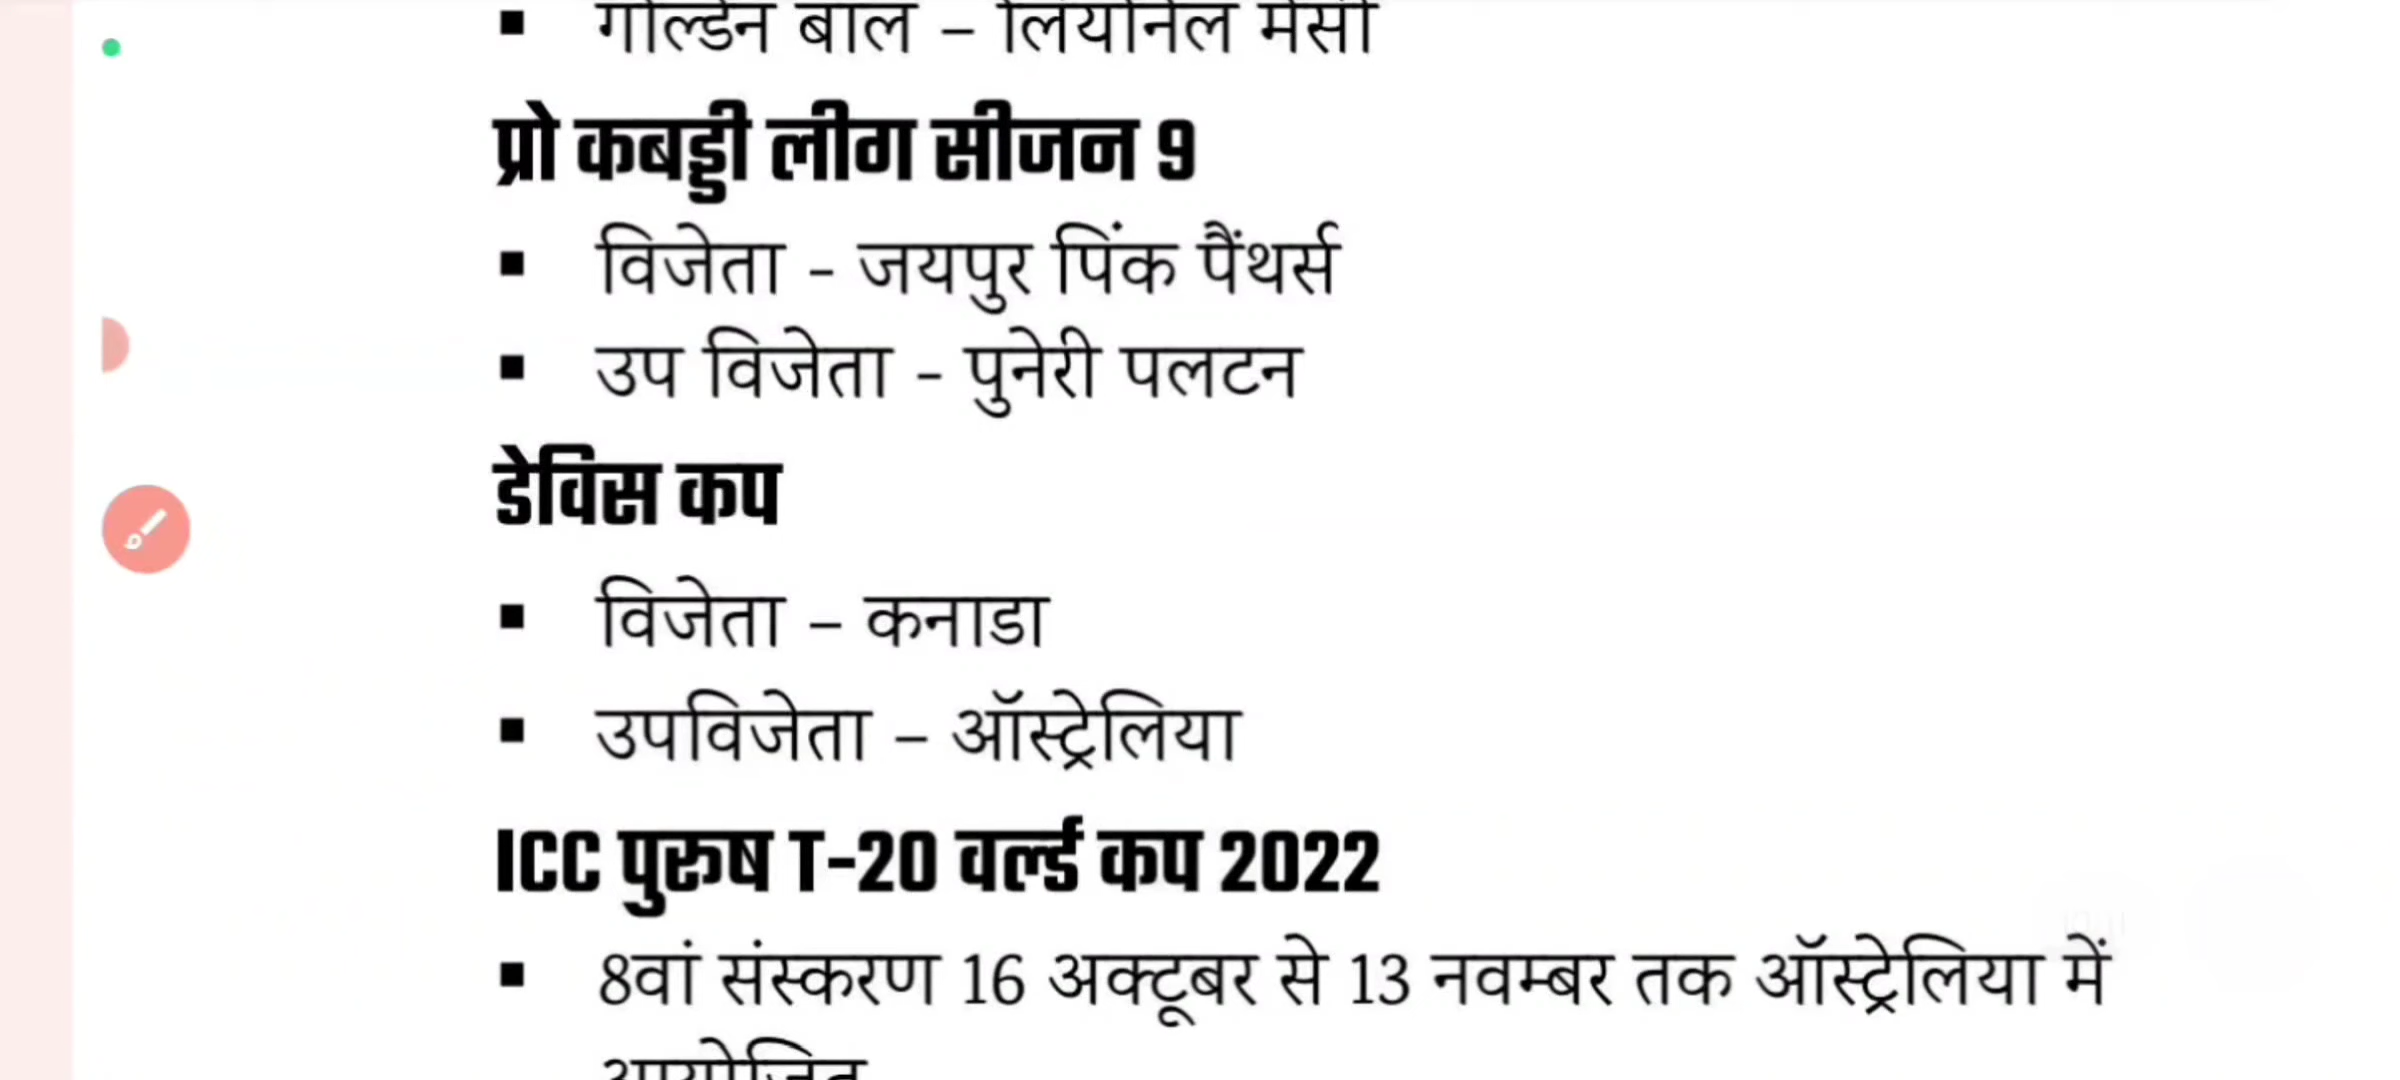 ▪ गोल्डन बॉल – लियोनेल मेसी
प्रो कबड्डी लीग सीजन 9
▪ विजेता - जयपुर पिंक पैंथर्स
▪ उप विजेता - पुनेरी पलटन
डेविस कप
▪ विजेता – कनाडा
▪ उपविजेता – ऑस्ट्रेलिया
ICC पुरूष T-20 वर्ल्ड कप 2022
▪ 8वां संस्करण 16 अक्टूबर से 13 नवम्बर तक ऑस्ट्रेलिया में
आयोजित